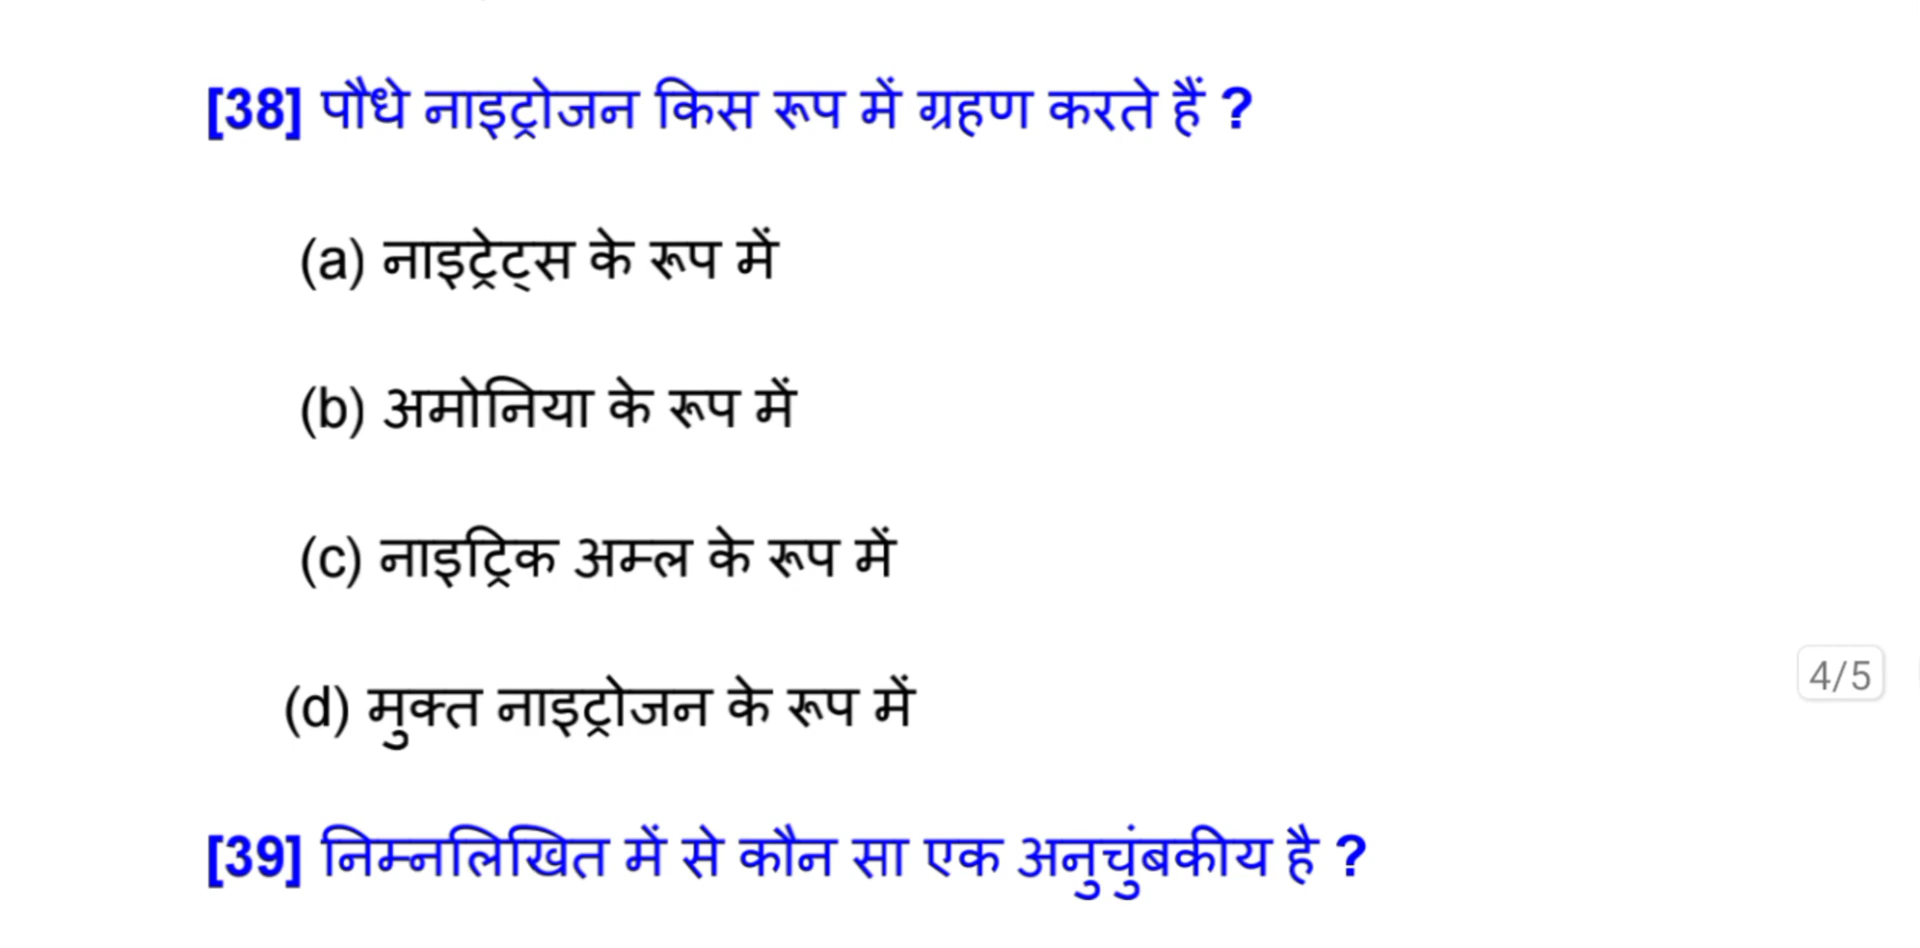 [38] पौधे नाइट्रोजन किस रूप में ग्रहण करते हैं ?
(a) नाइट्रेट्स के रूप में
(b) अमोनिया के रूप में
(c) नाइट्रिक अम्ल के रूप में
4/5
(d) मुक्त नाइट्रोजन के रूप में
[39] निम्नलिखित में से कौन सा एक अनुचुंबकीय है ?